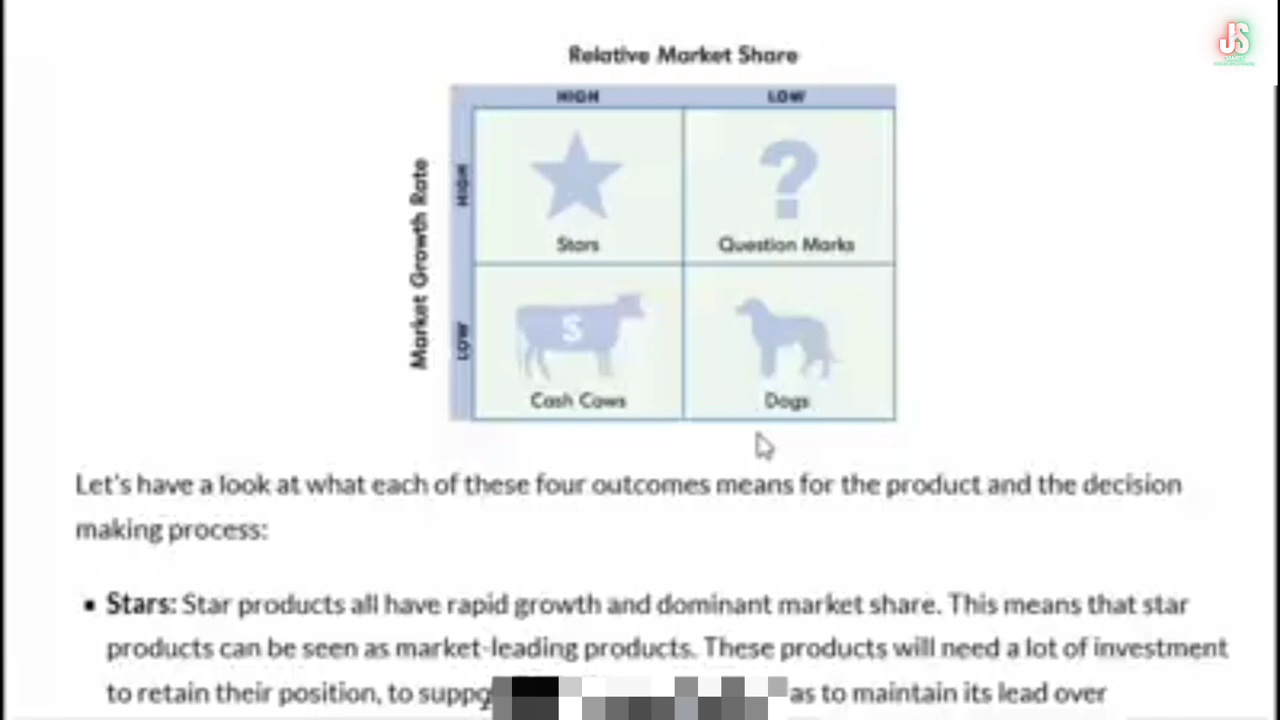 JS
Relative Market Share
HIGH LOW
Market Growth Rate
HIGH
Stars
Question Marks
LOW
S
Cash Cows
Dogs
Let's have a look at what each of these four outcomes means for the product and the decision
making process:
▪ Stars: Star products all have rapid growth and dominant market share. This means that star
products can be seen as market-leading products. These products will need a lot of investment
to retain their position, to as to maintain its lead over